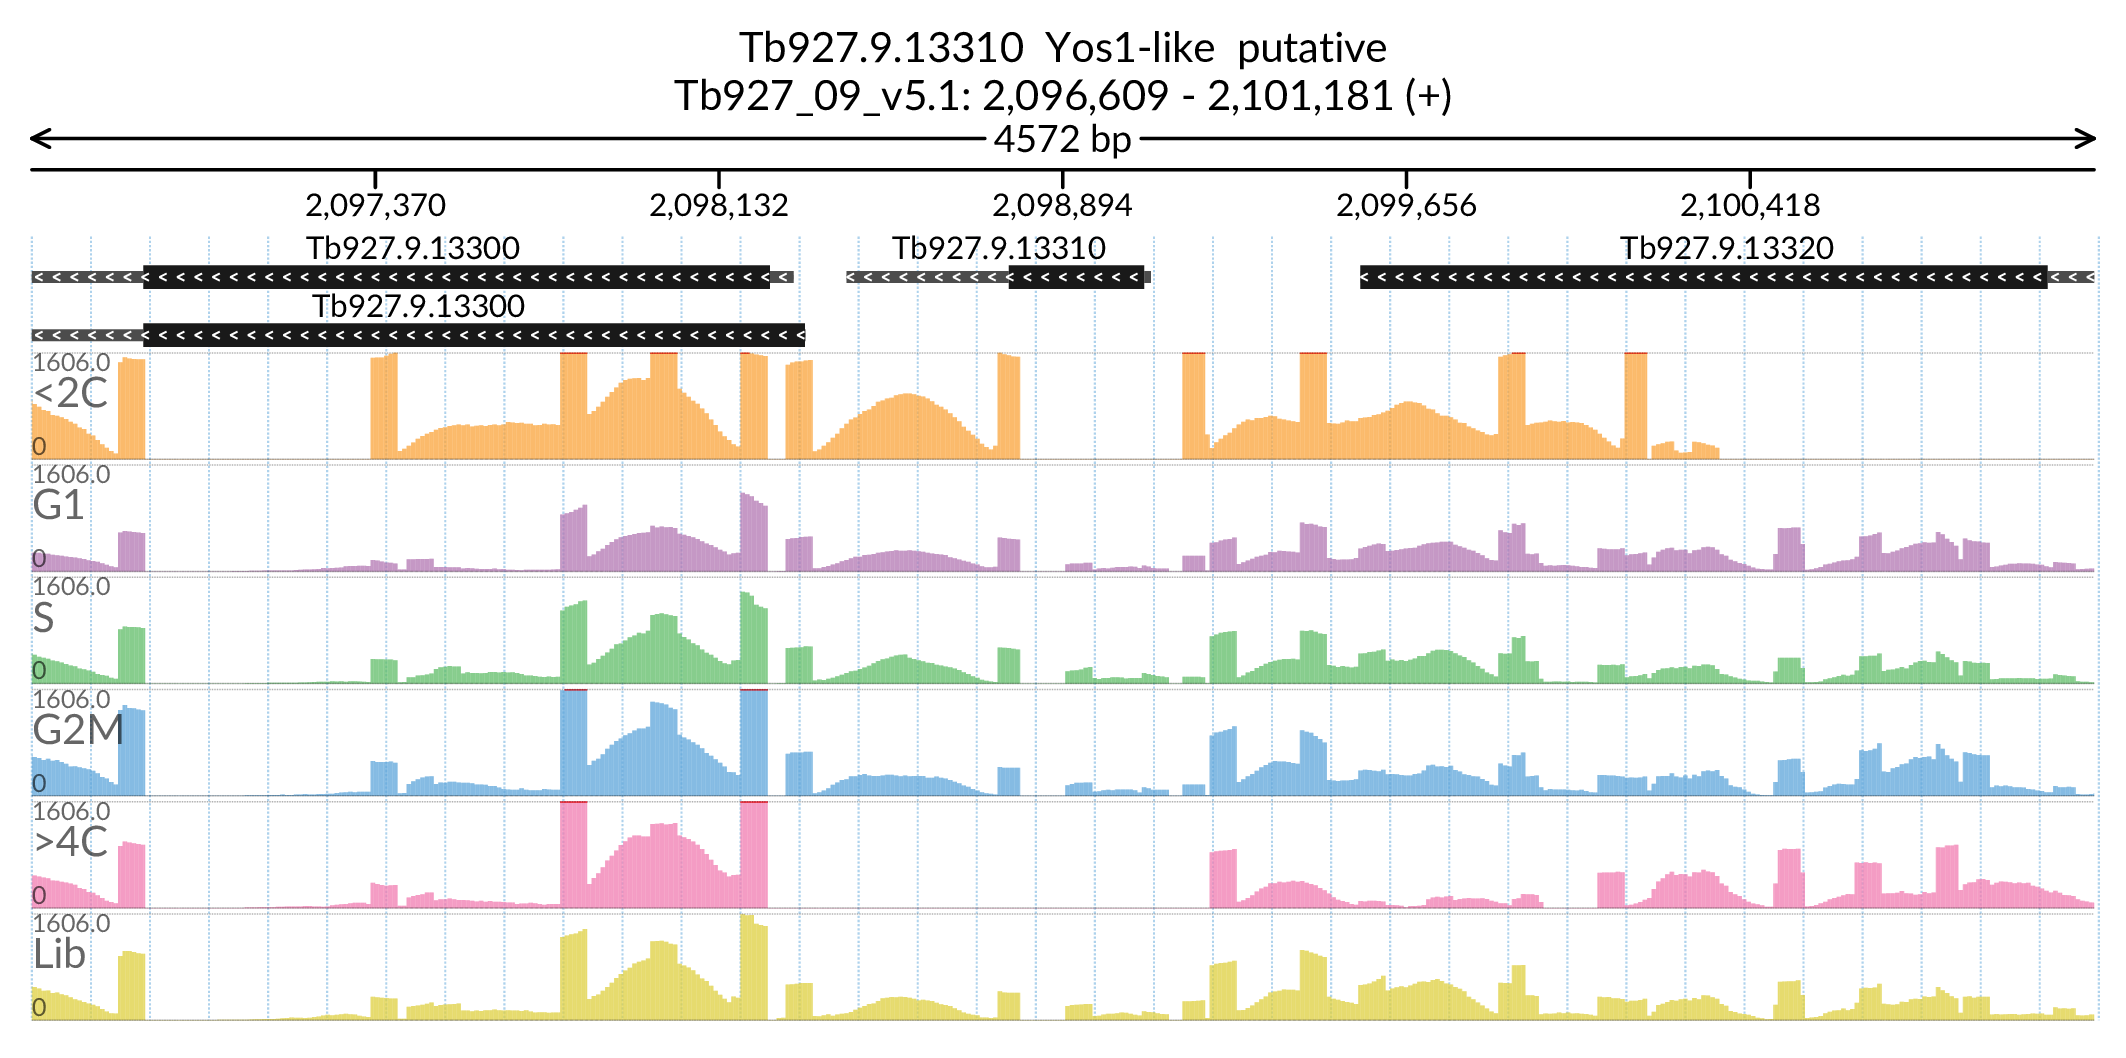 Tb927.9.13310 Yos1-like putative
Tb927_09_v5.1: 2,096,609 - 2,101,181 (+)
4572 bp
2,097,370 2,098,132 2,098,894 2,099,656 2,100,418
Tb927.9.13300 Tb927.9.13310 Tb927.9.13320
Tb927.9.13300
1606.0
<2C
0
1606.0
G1
0
1606.0
S
0
1606.0
G2M
0
1606.0
>4C
0
1606.0
Lib
0